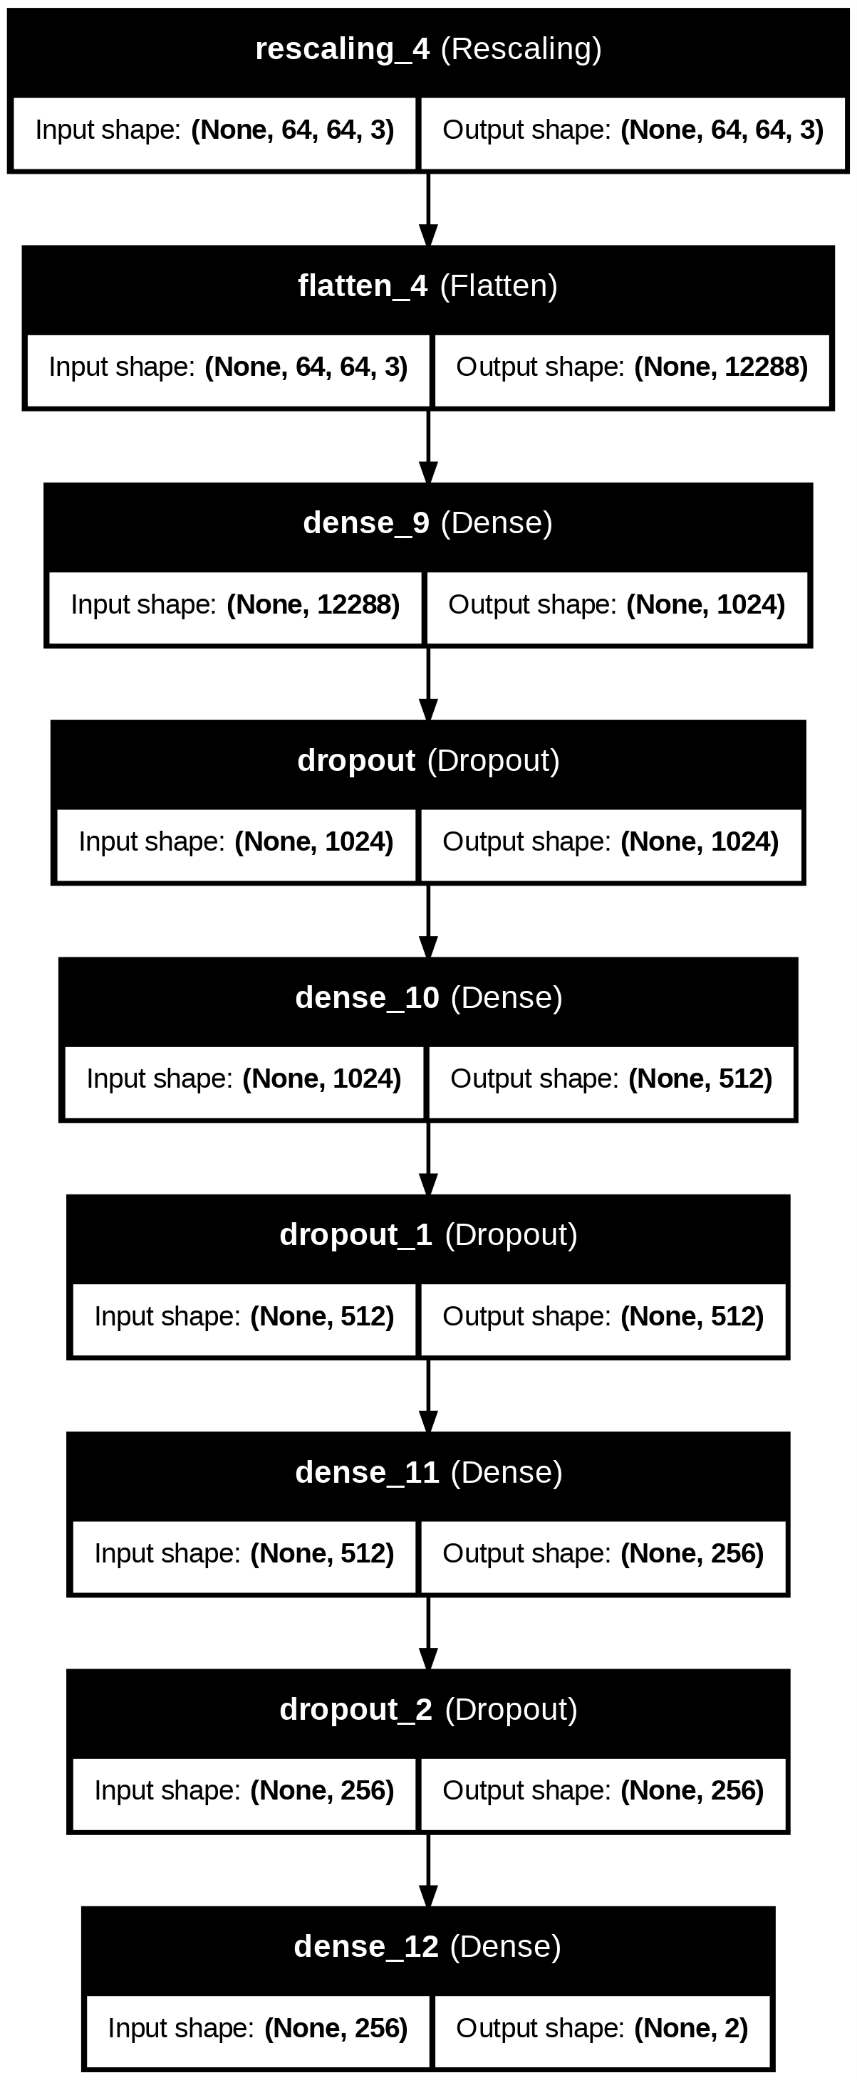 rescaling_4 (Rescaling)
Input shape: (None, 64, 64, 3) Output shape: (None, 64, 64, 3)
flatten_4 (Flatten)
Input shape: (None, 64, 64, 3) Output shape: (None, 12288)
dense_9 (Dense)
Input shape: (None, 12288) Output shape: (None, 1024)
dropout (Dropout)
Input shape: (None, 1024) Output shape: (None, 1024)
dense_10 (Dense)
Input shape: (None, 1024) Output shape: (None, 512)
dropout_1 (Dropout)
Input shape: (None, 512) Output shape: (None, 512)
dense_11 (Dense)
Input shape: (None, 512) Output shape: (None, 256)
dropout_2 (Dropout)
Input shape: (None, 256) Output shape: (None, 256)
dense_12 (Dense)
Input shape: (None, 256) Output shape: (None, 2)